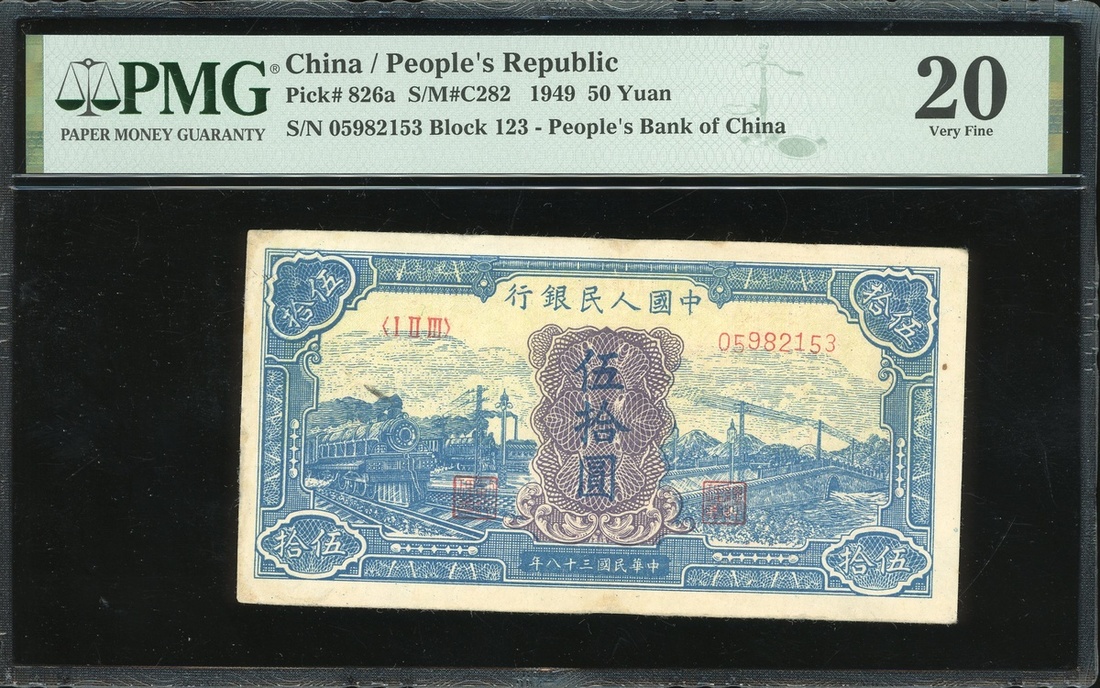 PMG®
PAPER MONEY GUARANTY
China / People's Republic
Pick# 826a S/M#C282 1949 50 Yuan
S/N 05982153 Block 123 - People's Bank of China
20
Very Fine
伍拾
行銀民人國中
拾伍
〈I II III〉
05982153
伍拾圓
拾伍
年八十三國民華中
拾伍